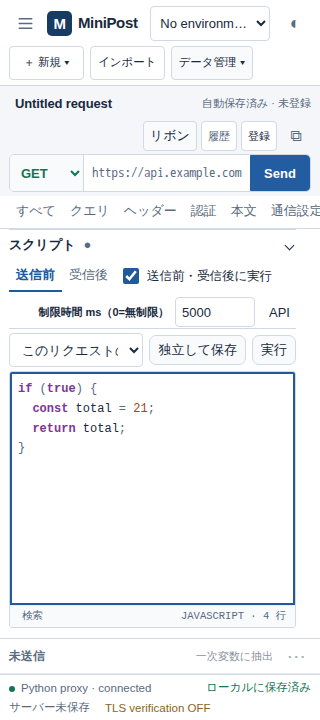 M MiniPost No environm…
+ 新規 ▾ インポート データ管理 ▾
Untitled request 自動保存済み · 未登録
リボン 履歴 登録
GET https://api.example.com Send
すべて クエリ ヘッダー 認証 本文 通信設定
スクリプト
送信前 受信後 送信前・受信後に実行
制限時間 ms（0=無制限） 5000 API
このリクエストの 独立して保存 実行
if (true) {
  const total = 21;
  return total;
}
検索 JAVASCRIPT · 4 行
未送信 一次変数に抽出 ···
Python proxy · connected ローカルに保存済み
サーバー未保存 TLS verification OFF